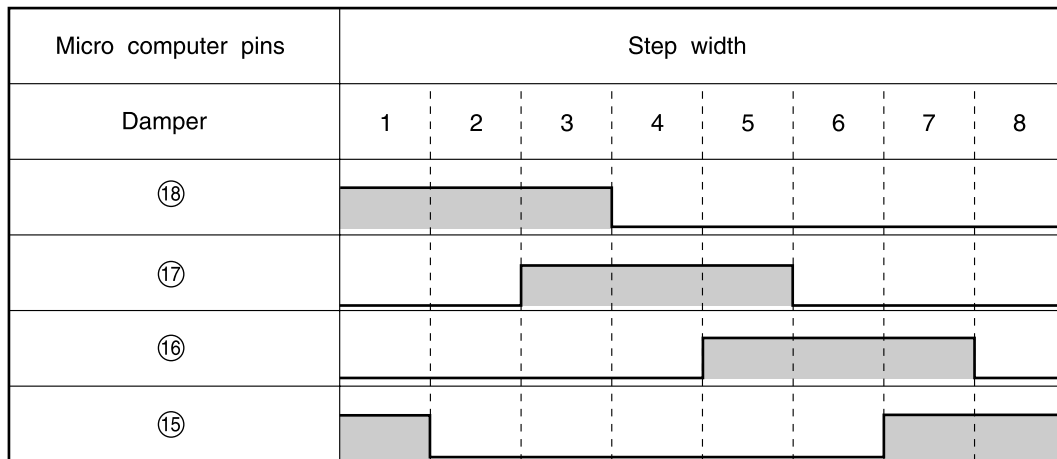 Micro computer pins Step width
Damper 1 2 3 4 5 6 7 8
⑱
⑰
⑯
⑮